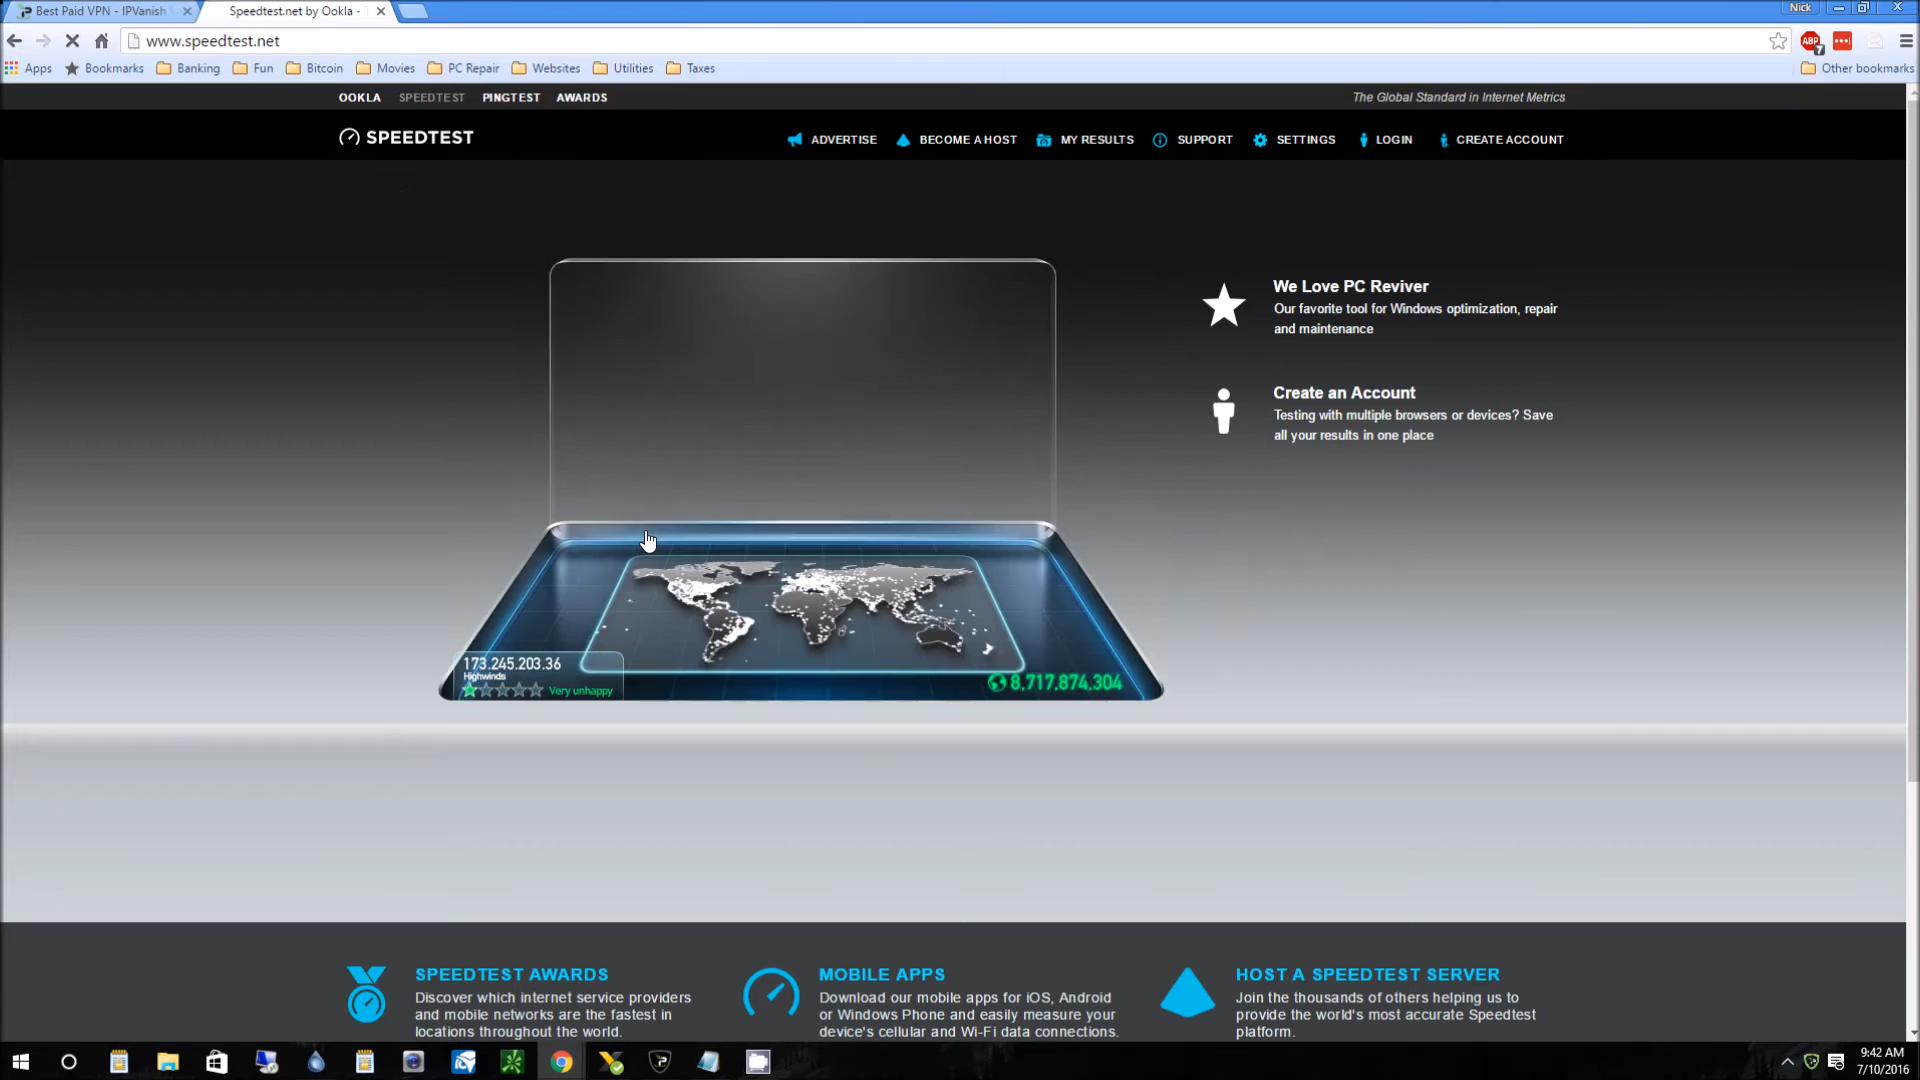 Best Paid VPN - IPVanish
Speedtest.net by Ookla -
Nick
www.speedtest.net
ABP
7
Apps
Bookmarks
Banking
Fun
Bitcoin
Movies
PC Repair
Websites
Utilities
Taxes
Other bookmarks
OOKLA
SPEEDTEST
PINGTEST
AWARDS
The Global Standard in Internet Metrics
SPEEDTEST
ADVERTISE
BECOME A HOST
MY RESULTS
SUPPORT
SETTINGS
LOGIN
CREATE ACCOUNT
We Love PC Reviver
Our favorite tool for Windows optimization, repair
and maintenance
Create an Account
Testing with multiple browsers or devices? Save
all your results in one place
173.245.203.36
Highwinds
Very unhappy
8,717,874,304
SPEEDTEST AWARDS
Discover which internet service providers
and mobile networks are the fastest in
locations throughout the world.
MOBILE APPS
Download our mobile apps for iOS, Android
or Windows Phone and easily measure your
device's cellular and Wi-Fi data connections.
HOST A SPEEDTEST SERVER
Join the thousands of others helping us to
provide the world's most accurate Speedtest
platform.
9:42 AM
7/10/2016